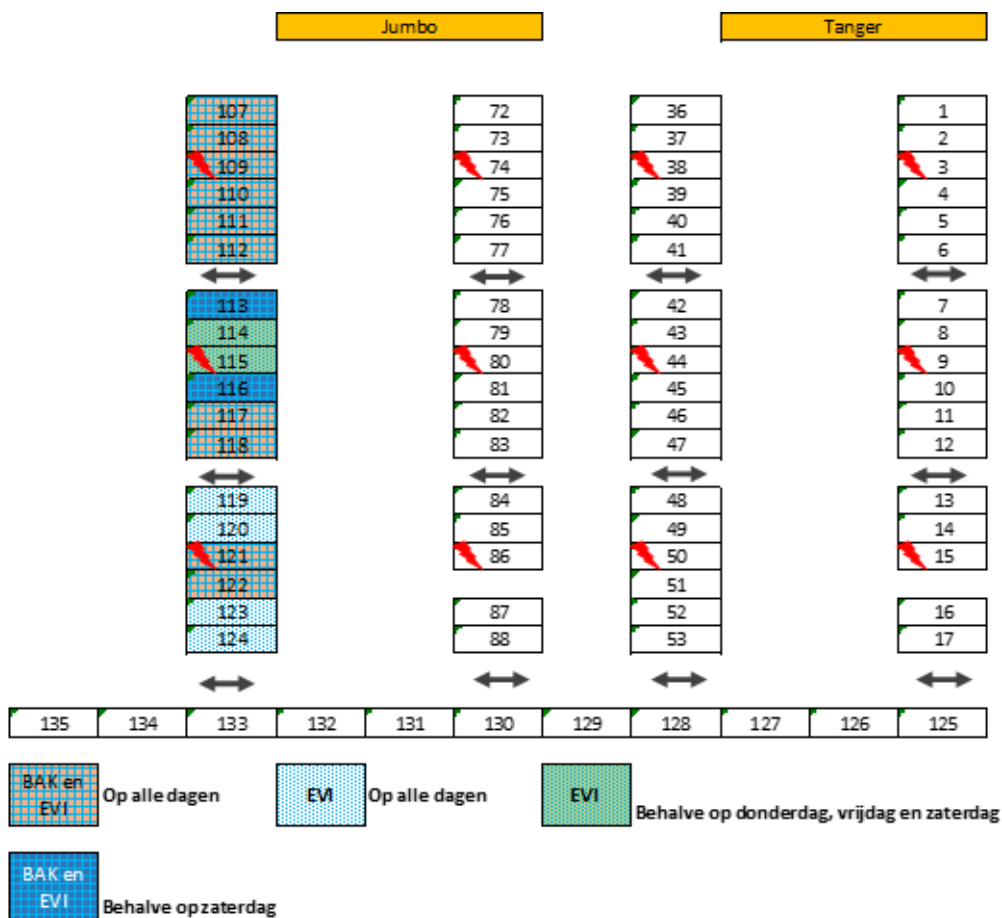 Jumbo Tanger
107 72 36 1
108 73 37 2
109 74 38 3
110 75 39 4
111 76 40 5
112 77 41 6
113 78 42 7
114 79 43 8
115 80 44 9
116 81 45 10
117 82 46 11
118 83 47 12
119 84 48 13
120 85 49 14
121 86 50 15
122 51
123 87 52 16
124 88 53 17
135 134 133 132 131 130 129 128 127 126 125
BAK en
EVI
Op alle dagen
EVI
Op alle dagen
EVI
Behalve op donderdag, vrijdag en zaterdag
BAK en
EVI
Behalve op zaterdag